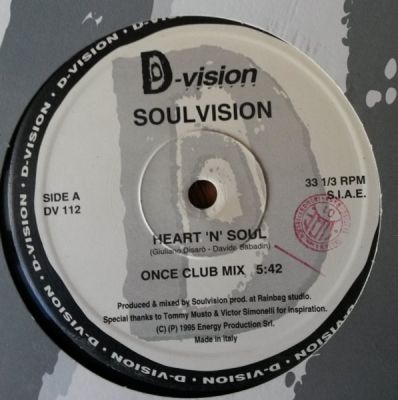 D-vision
SOULVISION
SIDE A
DV 112
33 1/3 RPM
S.I.A.E.
HEART 'N' SOUL
(Giuliano Disarò - Davide Sabadin)
ONCE CLUB MIX 5:42
Produced & mixed by Soulvision prod. at Rainbag studio.
Special thanks to Tommy Musto & Victor Simonelli for inspiration.
(C) (P) 1995 Energy Production Srl.
Made in Italy
D-VISION · D-VISION · D-VISION · D-VISION · D-VISION · D-VISION · D-VISION · D-VISION